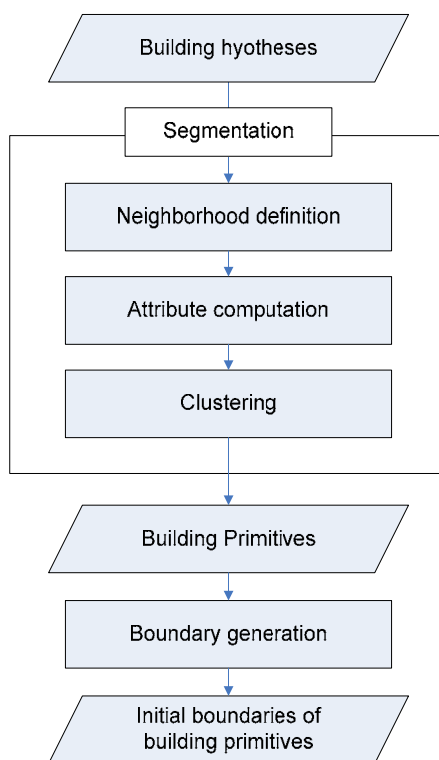 Building hyotheses
Segmentation
Neighborhood definition
Attribute computation
Clustering
Building Primitives
Boundary generation
Initial boundaries of
building primitives